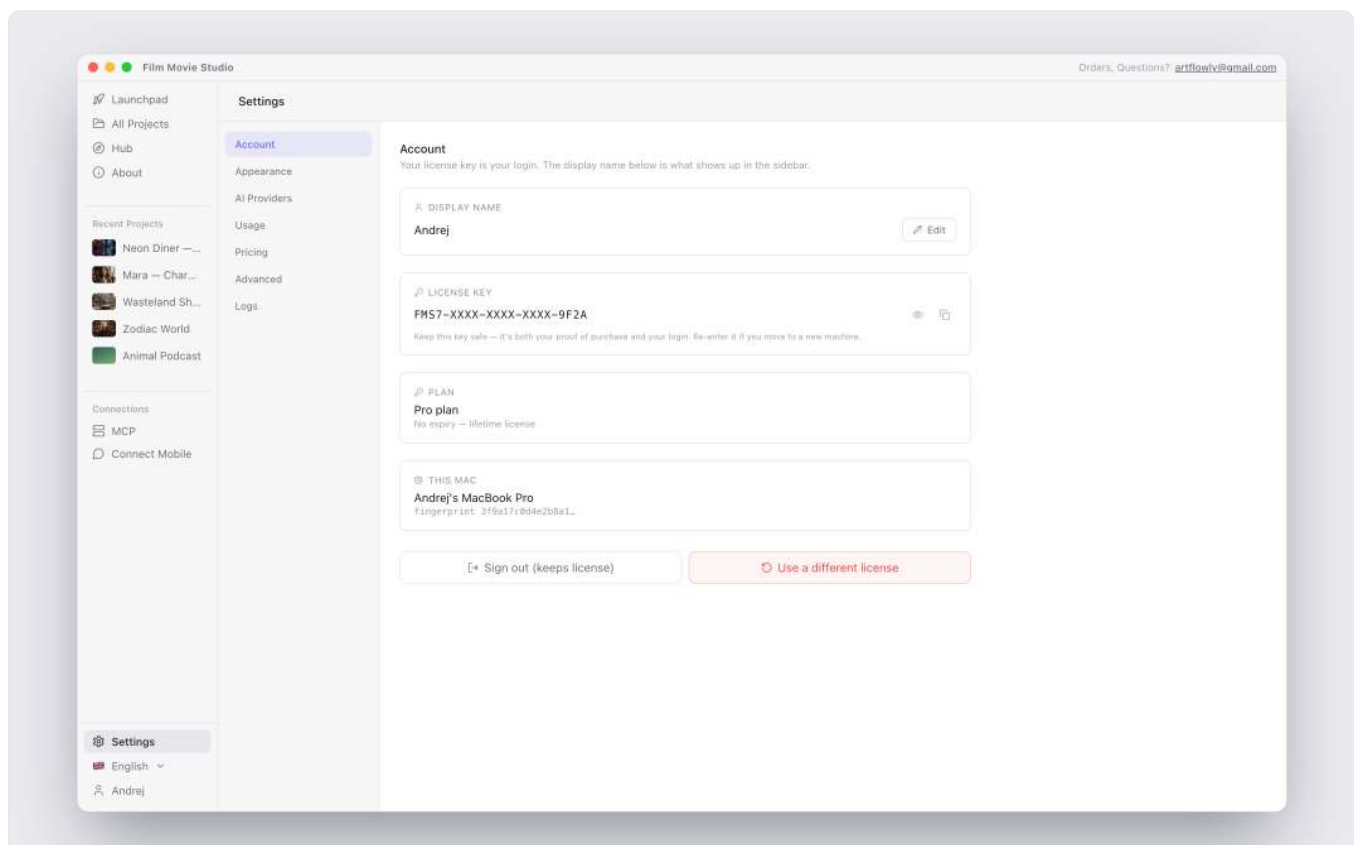 Film Movie Studio
Orders, Questions? artflowlv@gmail.com
Launchpad
All Projects
Hub
About
Recent Projects
Neon Diner —...
Mara — Char...
Wasteland Sh...
Zodiac World
Animal Podcast
Connections
MCP
Connect Mobile
Settings
English
Andrej
Settings
Account
Appearance
AI Providers
Usage
Pricing
Advanced
Logs
Account
Your license key is your login. The display name below is what shows up in the sidebar.
DISPLAY NAME
Andrej
Edit
LICENSE KEY
FMS7-XXXX-XXXX-XXXX-9F2A
Keep this key safe — it's both your proof of purchase and your login. Re-enter it if you move to a new machine.
PLAN
Pro plan
No expiry — lifetime license
THIS MAC
Andrej's MacBook Pro
fingerprint 3f9a17c0d4e2b8a1…
Sign out (keeps license)
Use a different license